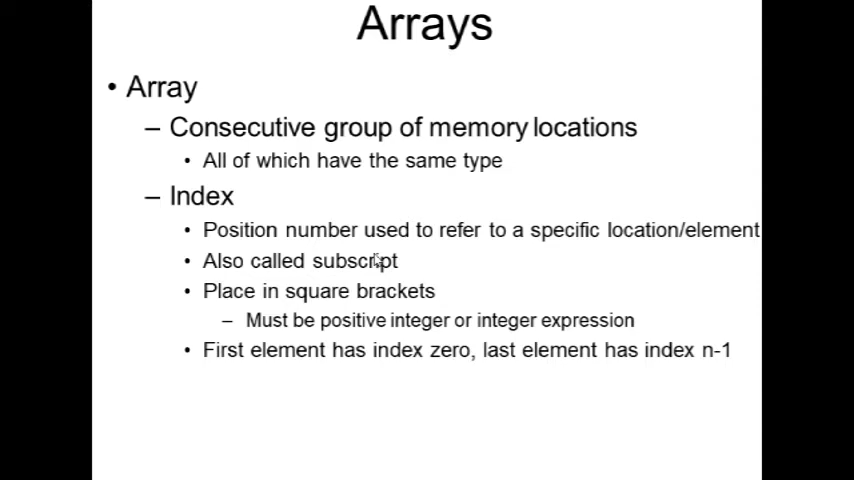 Arrays
• Array
– Consecutive group of memory locations
• All of which have the same type
– Index
• Position number used to refer to a specific location/element
• Also called subscript
• Place in square brackets
– Must be positive integer or integer expression
• First element has index zero, last element has index n-1